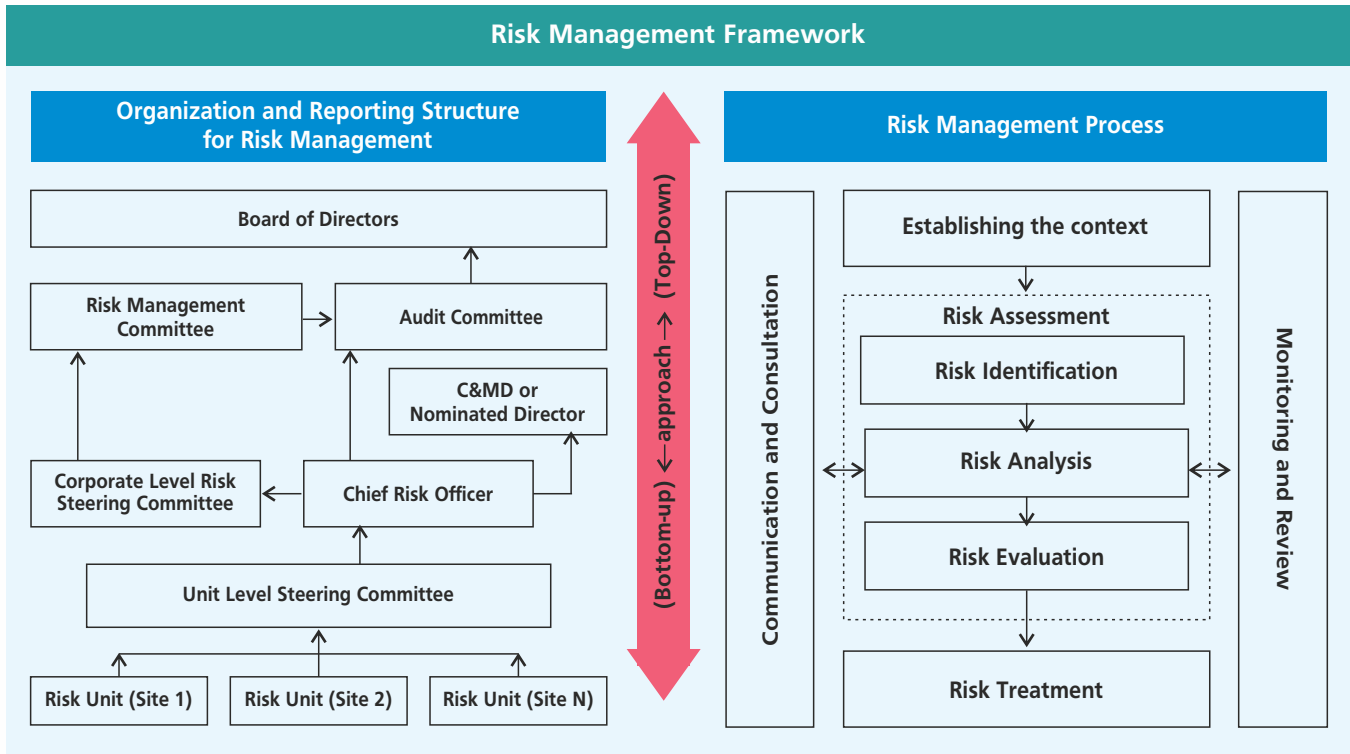 Risk Management Framework
Organization and Reporting Structure
for Risk Management
Board of Directors
Risk Management
Committee
Audit Committee
C&MD or
Nominated Director
Corporate Level Risk
Steering Committee
Chief Risk Officer
Unit Level Steering Committee
Risk Unit (Site 1)
Risk Unit (Site 2)
Risk Unit (Site N)
(Bottom-up) approach (Top-Down)
Risk Management Process
Communication and Consultation
Establishing the context
Risk Assessment
Risk Identification
Risk Analysis
Risk Evaluation
Risk Treatment
Monitoring and Review